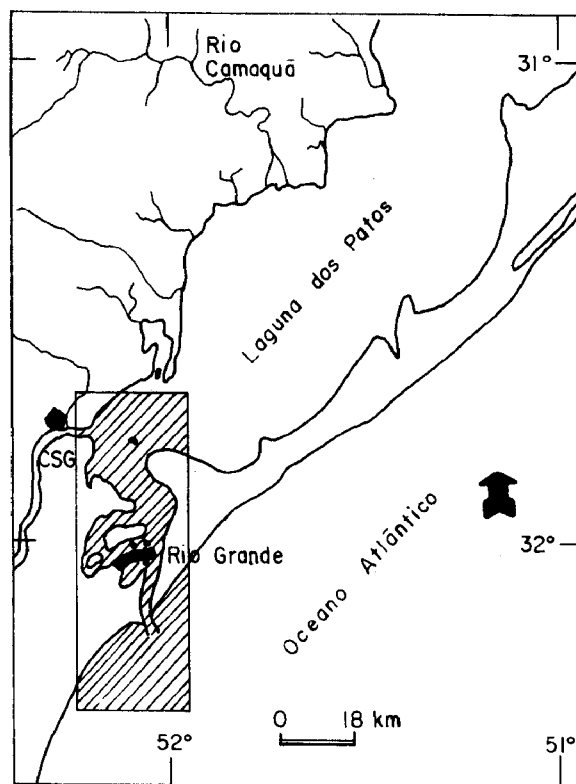 Rio
Camaquã
31°
Laguna dos Patos
CSG
Rio Grande
32°
Oceano Atlântico
0 18 km
52°
51°